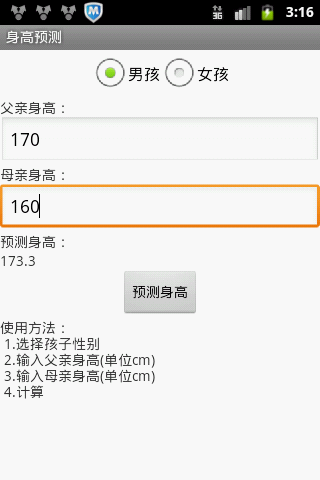 3G 3:16
身高预测
男孩 女孩
父亲身高：
170
母亲身高：
160
预测身高：
173.3
预测身高
使用方法：
1.选择孩子性别
2.输入父亲身高(单位cm)
3.输入母亲身高(单位cm)
4.计算